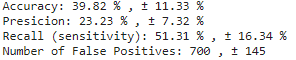 Accuracy: 39.82 % , ± 11.33 %
Presicion: 23.23 % , ± 7.32 %
Recall (sensitivity): 51.31 % , ± 16.34 %
Number of False Positives: 700 , ± 145